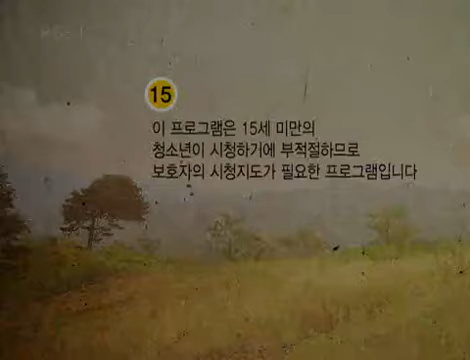 15
이 프로그램은 15세 미만의
청소년이 시청하기에 부적절하므로
보호자의 시청지도가 필요한 프로그램입니다